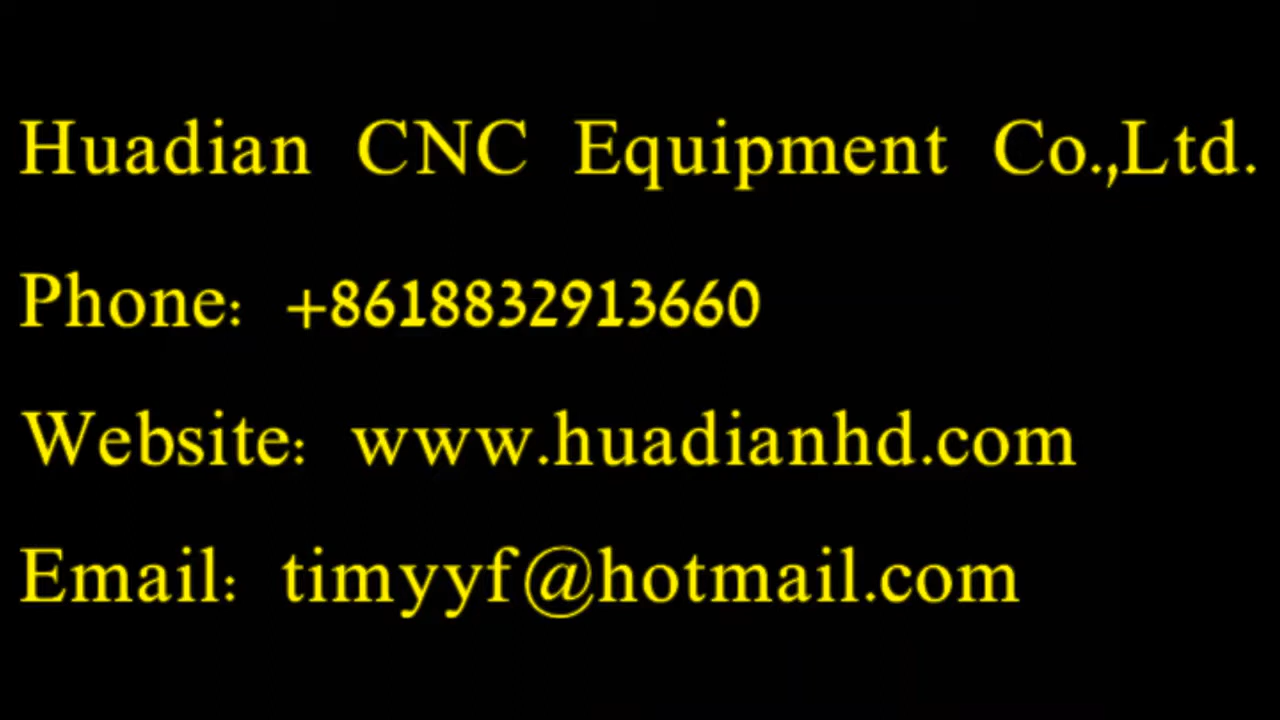 Huadian CNC Equipment Co.,Ltd.
Phone: +8618832913660
Website: www.huadianhd.com
Email: timyyf@hotmail.com